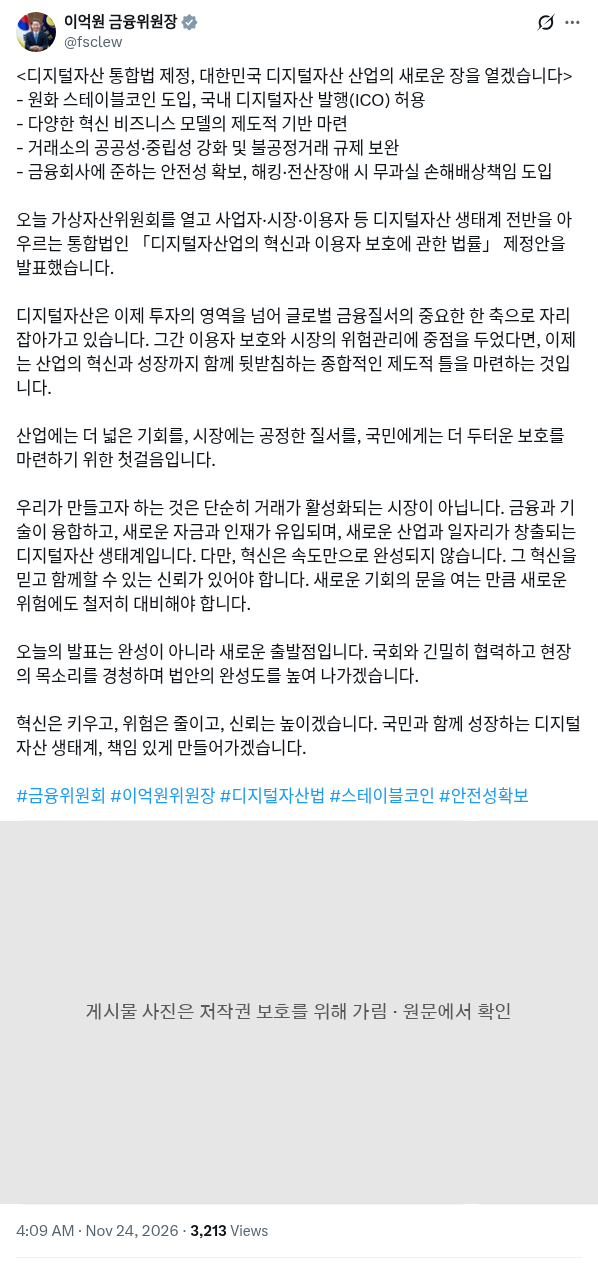 이억원 금융위원장
@fsclew
<디지털자산 통합법 제정, 대한민국 디지털자산 산업의 새로운 장을 열겠습니다>
- 원화 스테이블코인 도입, 국내 디지털자산 발행(ICO) 허용
- 다양한 혁신 비즈니스 모델의 제도적 기반 마련
- 거래소의 공공성·중립성 강화 및 불공정거래 규제 보완
- 금융회사에 준하는 안전성 확보, 해킹·전산장애 시 무과실 손해배상책임 도입
오늘 가상자산위원회를 열고 사업자·시장·이용자 등 디지털자산 생태계 전반을 아
우르는 통합법인 「디지털자산업의 혁신과 이용자 보호에 관한 법률」 제정안을
발표했습니다.
디지털자산은 이제 투자의 영역을 넘어 글로벌 금융질서의 중요한 한 축으로 자리
잡아가고 있습니다. 그간 이용자 보호와 시장의 위험관리에 중점을 두었다면, 이제
는 산업의 혁신과 성장까지 함께 뒷받침하는 종합적인 제도적 틀을 마련하는 것입
니다.
산업에는 더 넓은 기회를, 시장에는 공정한 질서를, 국민에게는 더 두터운 보호를
마련하기 위한 첫걸음입니다.
우리가 만들고자 하는 것은 단순히 거래가 활성화되는 시장이 아닙니다. 금융과 기
술이 융합하고, 새로운 자금과 인재가 유입되며, 새로운 산업과 일자리가 창출되는
디지털자산 생태계입니다. 다만, 혁신은 속도만으로 완성되지 않습니다. 그 혁신을
믿고 함께할 수 있는 신뢰가 있어야 합니다. 새로운 기회의 문을 여는 만큼 새로운
위험에도 철저히 대비해야 합니다.
오늘의 발표는 완성이 아니라 새로운 출발점입니다. 국회와 긴밀히 협력하고 현장
의 목소리를 경청하며 법안의 완성도를 높여 나가겠습니다.
혁신은 키우고, 위험은 줄이고, 신뢰는 높이겠습니다. 국민과 함께 성장하는 디지털
자산 생태계, 책임 있게 만들어가겠습니다.
#금융위원회 #이억원위원장 #디지털자산법 #스테이블코인 #안전성확보
게시물 사진은 저작권 보호를 위해 가림 · 원문에서 확인
4:09 AM · Nov 24, 2026 · 3,213 Views